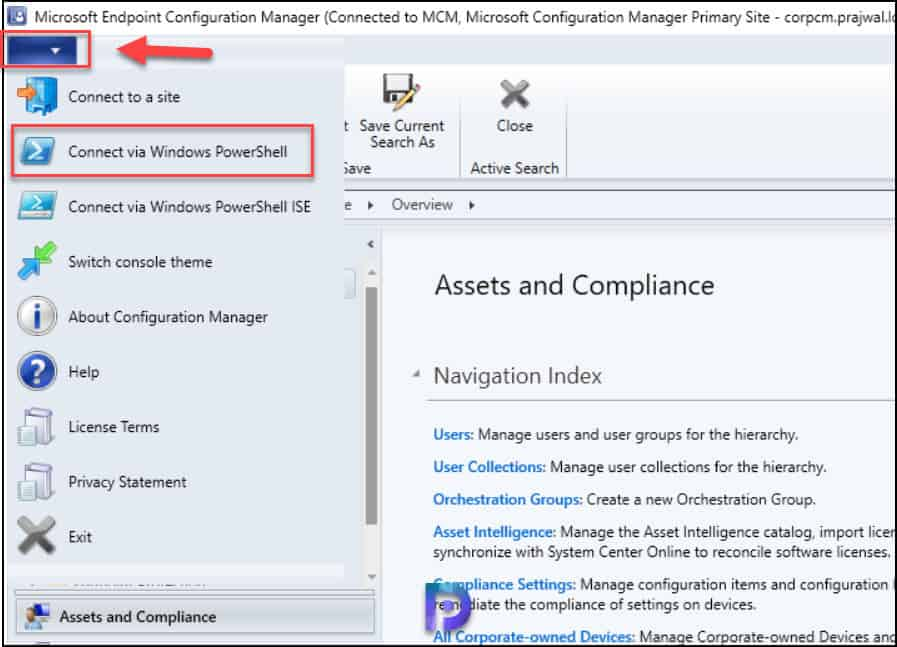 Microsoft Endpoint Configuration Manager (Connected to MCM, Microsoft Configuration Manager Primary Site - corpcm.prajwal.lo
Connect to a site
Connect via Windows PowerShell
Connect via Windows PowerShell ISE
Switch console theme
About Configuration Manager
Help
License Terms
Privacy Statement
Exit
Assets and Compliance
t Save Current
Search As
Save
Close
Active Search
e ▸ Overview ▸
Assets and Compliance
Navigation Index
Users: Manage users and user groups for the hierarchy.
User Collections: Manage user collections for the hierarchy.
Orchestration Groups: Create a new Orchestration Group.
Asset Intelligence: Manage the Asset Intelligence catalog, import licen
synchronize with System Center Online to reconcile software licenses.
Compliance Settings: Manage configuration items and configuration
remediate the compliance of settings on devices.
All Corporate-owned Devices: Manage Corporate-owned Devices and